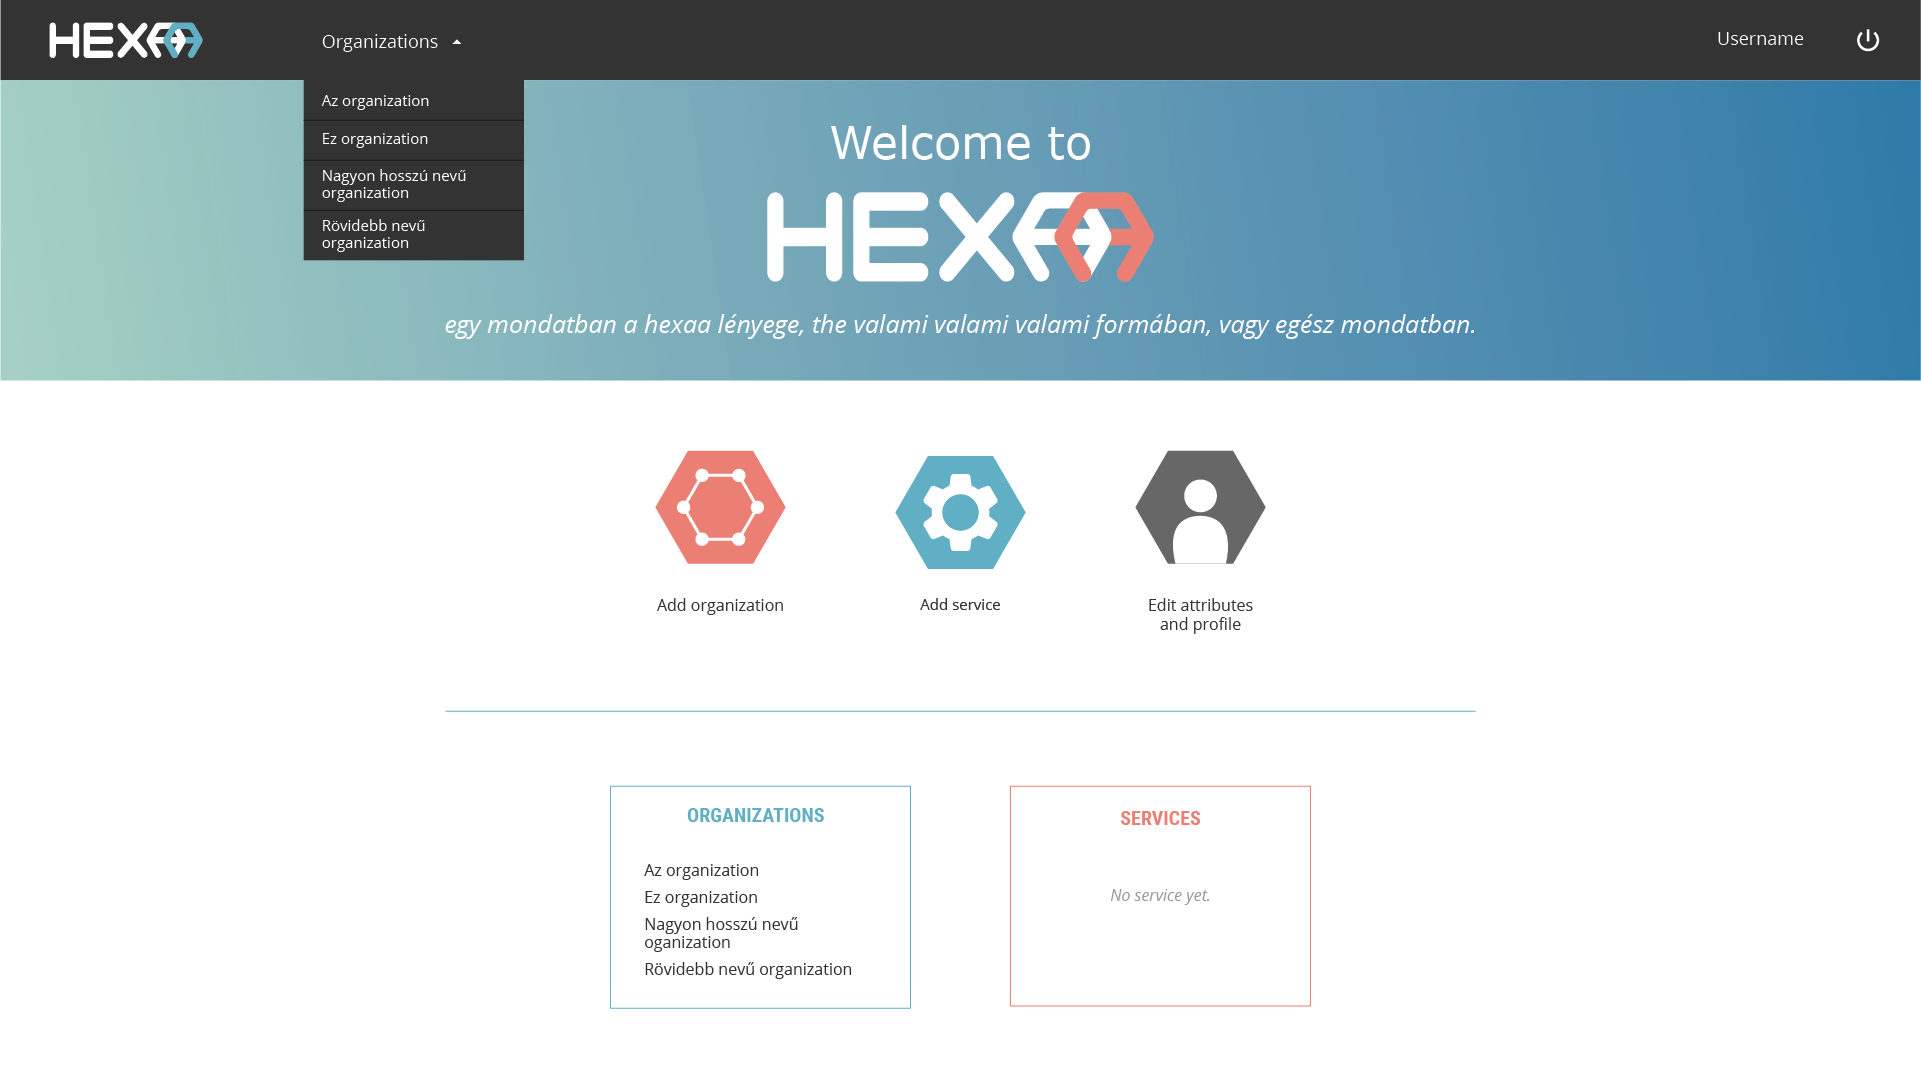 HEXAA
Organizations
Username
Az organization
Ez organization
Nagyon hosszú nevű
organization
Rövidebb nevű
organization
Welcome to
HEXAA
egy mondatban a hexaa lényege, the valami valami valami formában, vagy egész mondatban.
Add organization
Add service
Edit attributes
and profile
ORGANIZATIONS
Az organization
Ez organization
Nagyon hosszú nevű
oganization
Rövidebb nevű organization
SERVICES
No service yet.